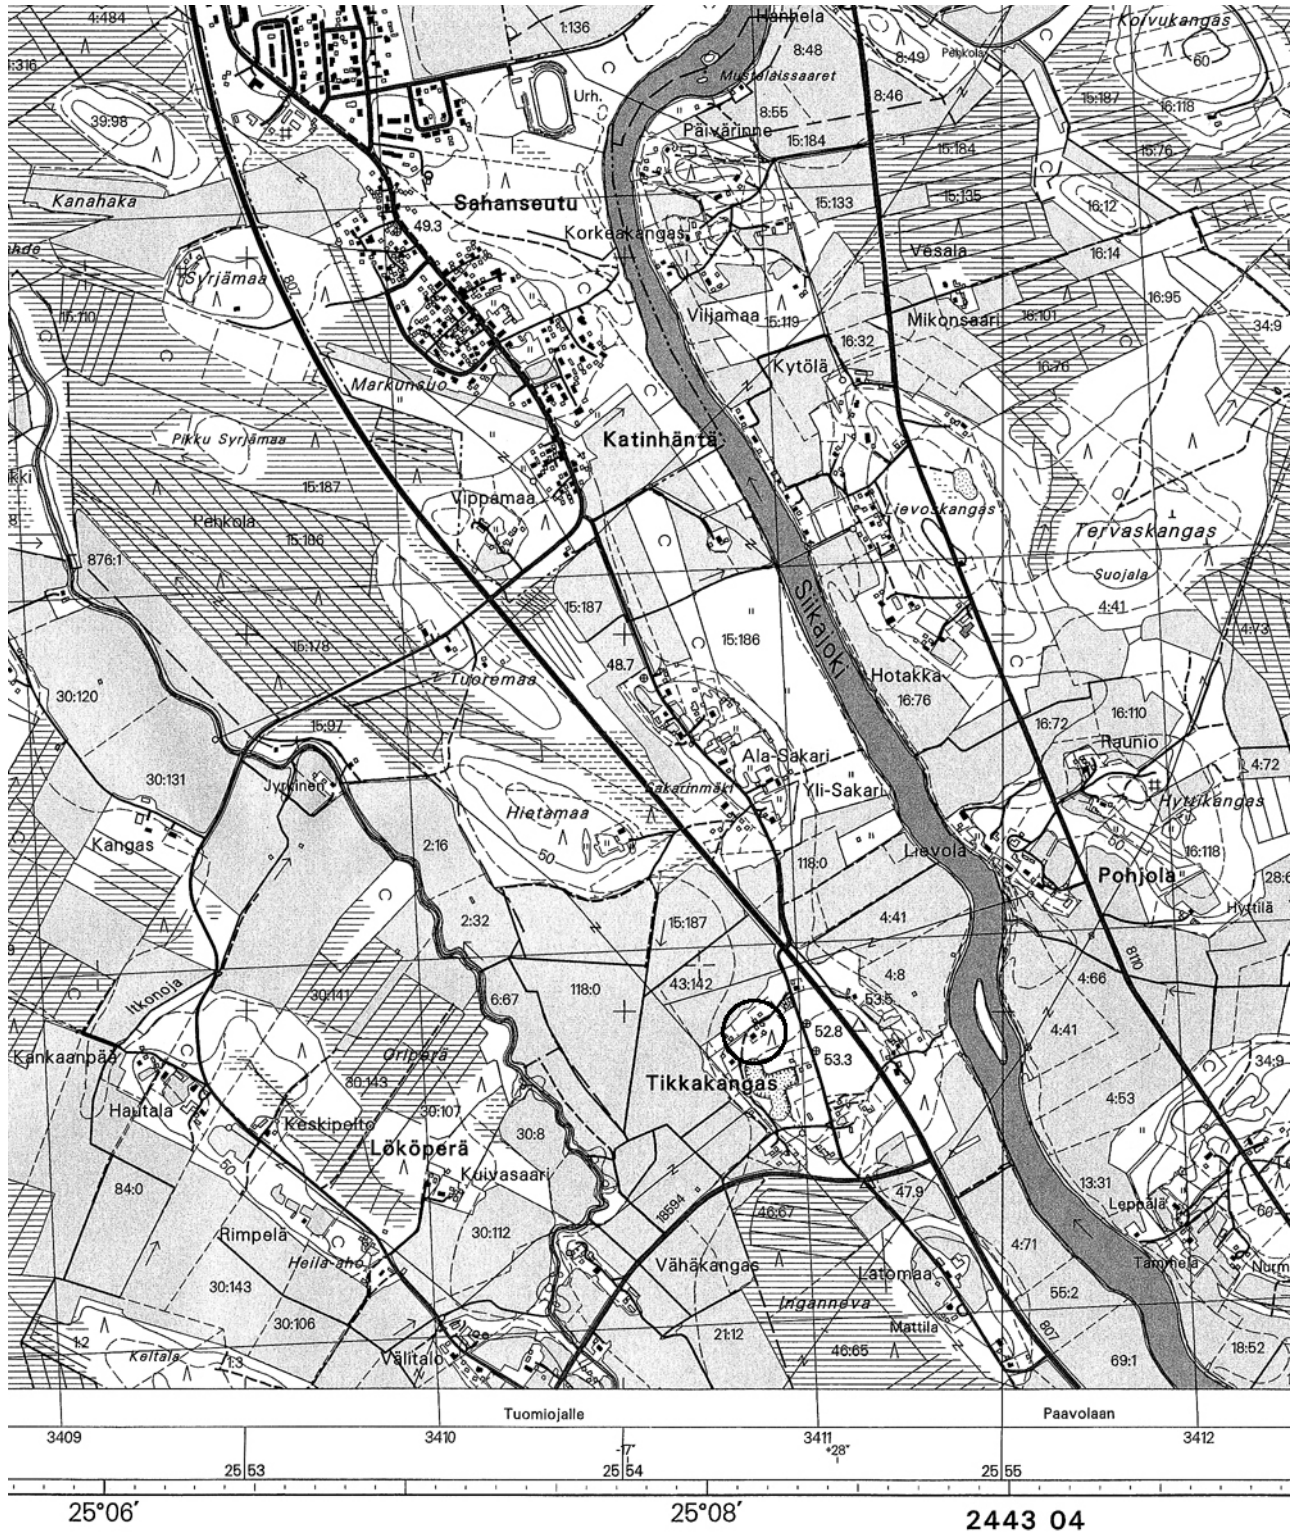 4:484
1:136
Hanhela
8:48
8:49
Pehkola
Koivukangas
60
:316
Mustalaissaaret
8:46
15:187
16:118
39:98
Urh.
8:55
Päivärinne
15:184
15:184
15:76
Kanahaka
Sahanseutu
49.3
Korkeakangas
15:133
15:135
16:12
Vesala
16:14
Syrjämaa
807
15:110
Viljamaa
15:119
Mikonsaari
16:101
16:95
34:9
16:32
Kytölä
16:76
Markunsuo
Pikku Syrjämaa
Katinhäntä
15:187
Vippamaa
Lievoskangas
Pehkola
15:186
Tervaskangas
876:1
Suojala
Siikajoki
15:187
4:41
15:186
4:73
15:178
48.7
30:120
Luoremaa
Hotakka
16:76
15:97
16:72
16:110
Raunio
30:131
Jyrkinen
Ala-Sakari
4:72
Sakarinmäki
Yli-Sakari
Hyttikangas
Hietamaa
Kangas
2:16
50
118:0
Lievola
60
16:118
Pohjola
28:6
2:32
15:187
4:41
Hyttilä
8110
43:142
4:8
4:66
Itkonoja
30:141
6:67
118:0
53.5
52.8
4:41
Kankaanpää
Oriperä
53.3
34:9
30:143
Tikkakangas
Hautala
30:107
4:53
Keskipelto
30:8
Lököperä
Kuivasaari
84:0
50
47.9
13:31
18594
46:67
Leppälä
Rimpelä
30:112
60
4:71
Heilä-aho
Vähäkangas
Latomaa
Tammela
Nurm
30:143
Inganneva
55:2
30:106
Mattila
807
1:2
21:12
Keltala
1:3
Välitalo
46:65
69:1
18:52
Tuomiojalle
Paavolaan
3409
3410
3411
3412
-17"
+28"
25|53
25|54
25|55
25°06′
25°08′
2443 04